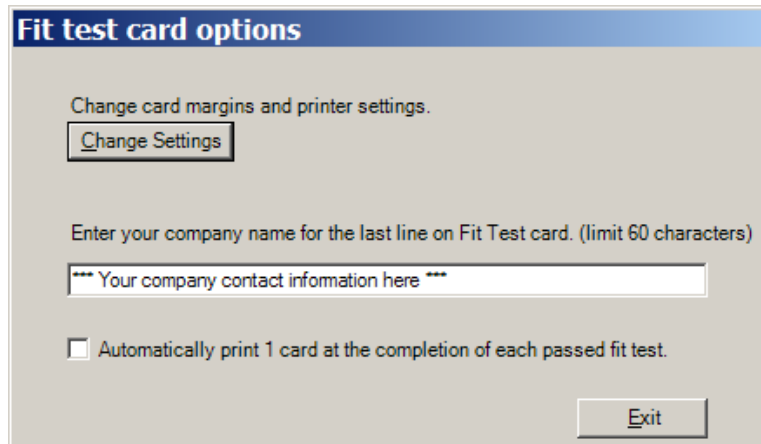 Fit test card options
Change card margins and printer settings.
Change Settings
Enter your company name for the last line on Fit Test card. (limit 60 characters)
*** Your company contact information here ***
Automatically print 1 card at the completion of each passed fit test.
Exit